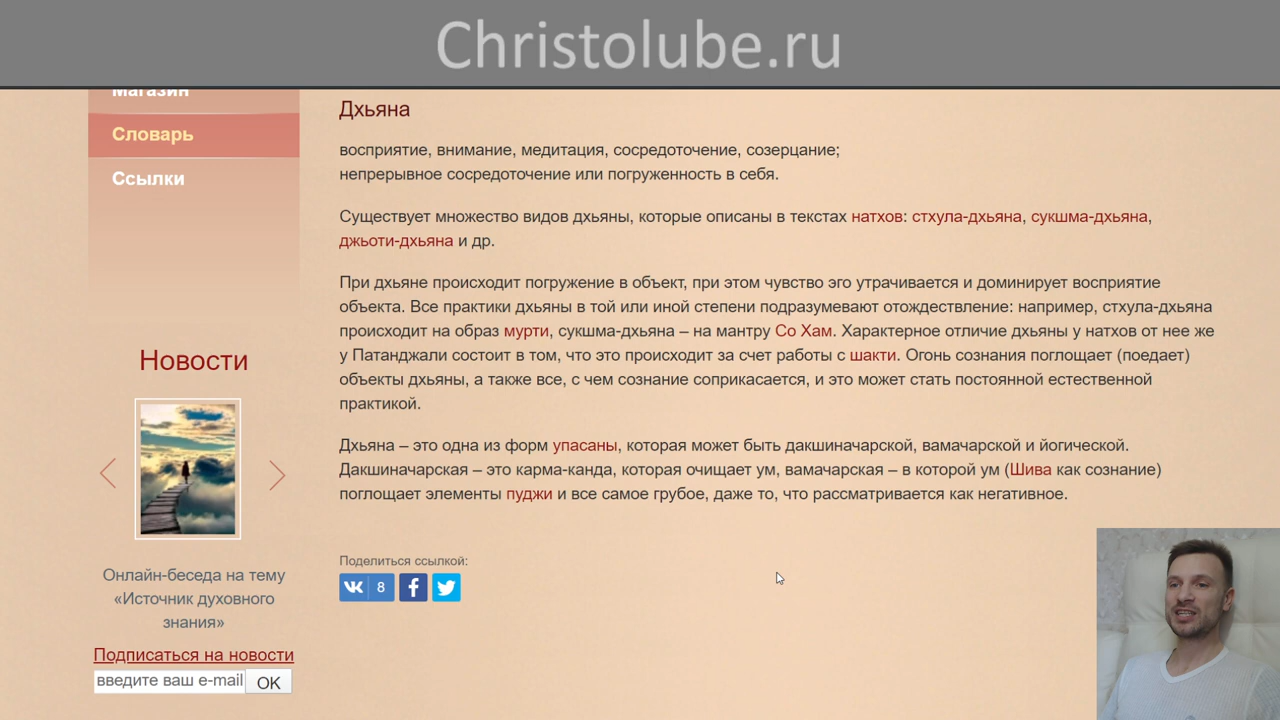 Christolube.ru
Магазин
Словарь
Ссылки
Новости
Онлайн-беседа на тему
«Источник духовного
знания»
Подписаться на новости
введите ваш e-mail
OK
Дхьяна
восприятие, внимание, медитация, сосредоточение, созерцание;
непрерывное сосредоточение или погруженность в себя.
Существует множество видов дхьяны, которые описаны в текстах натхов: стхула-дхьяна, сукшма-дхьяна,
джьоти-дхьяна и др.
При дхьяне происходит погружение в объект, при этом чувство эго утрачивается и доминирует восприятие
объекта. Все практики дхьяны в той или иной степени подразумевают отождествление: например, стхула-дхьяна
происходит на образ мурти, сукшма-дхьяна – на мантру Со Хам. Характерное отличие дхьяны у натхов от нее же
у Патанджали состоит в том, что это происходит за счет работы с шакти. Огонь сознания поглощает (поедает)
объекты дхьяны, а также все, с чем сознание соприкасается, и это может стать постоянной естественной
практикой.
Дхьяна – это одна из форм упасаны, которая может быть дакшиначарской, вамачарской и йогической.
Дакшиначарская – это карма-канда, которая очищает ум, вамачарская – в которой ум (Шива как сознание)
поглощает элементы пуджи и все самое грубое, даже то, что рассматривается как негативное.
Поделиться ссылкой:
8